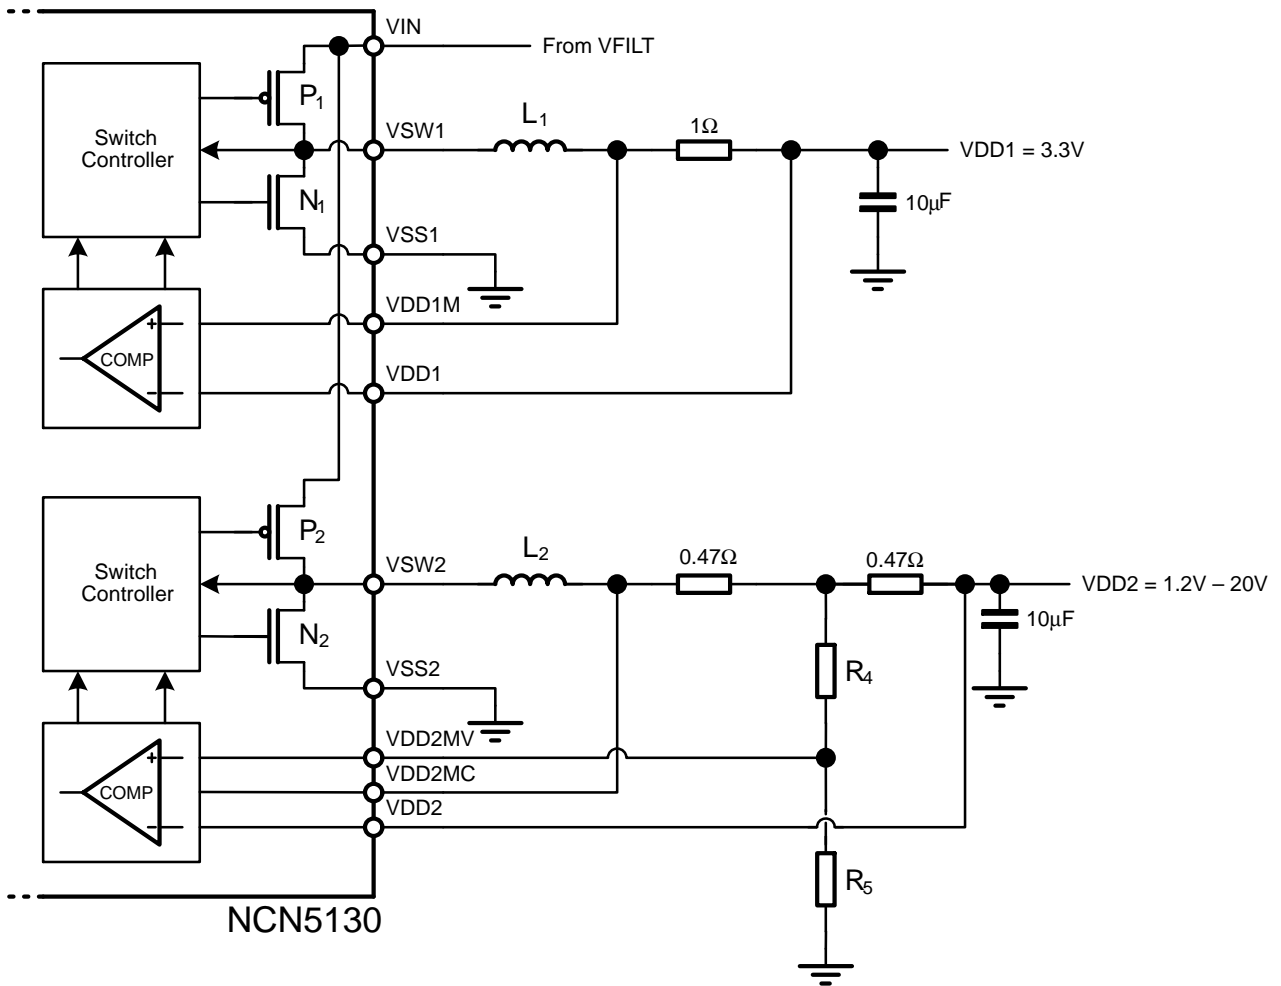 VIN
From VFILT
P1
Switch
Controller
VSW1
L1
1Ω
VDD1 = 3.3V
N1
10μF
VSS1
VDD1M
+
COMP
VDD1
−
P2
Switch
Controller
VSW2
L2
0.47Ω
0.47Ω
VDD2 = 1.2V – 20V
N2
10μF
VSS2
R4
VDD2MV
+
VDD2MC
COMP
VDD2
−
R5
NCN5130